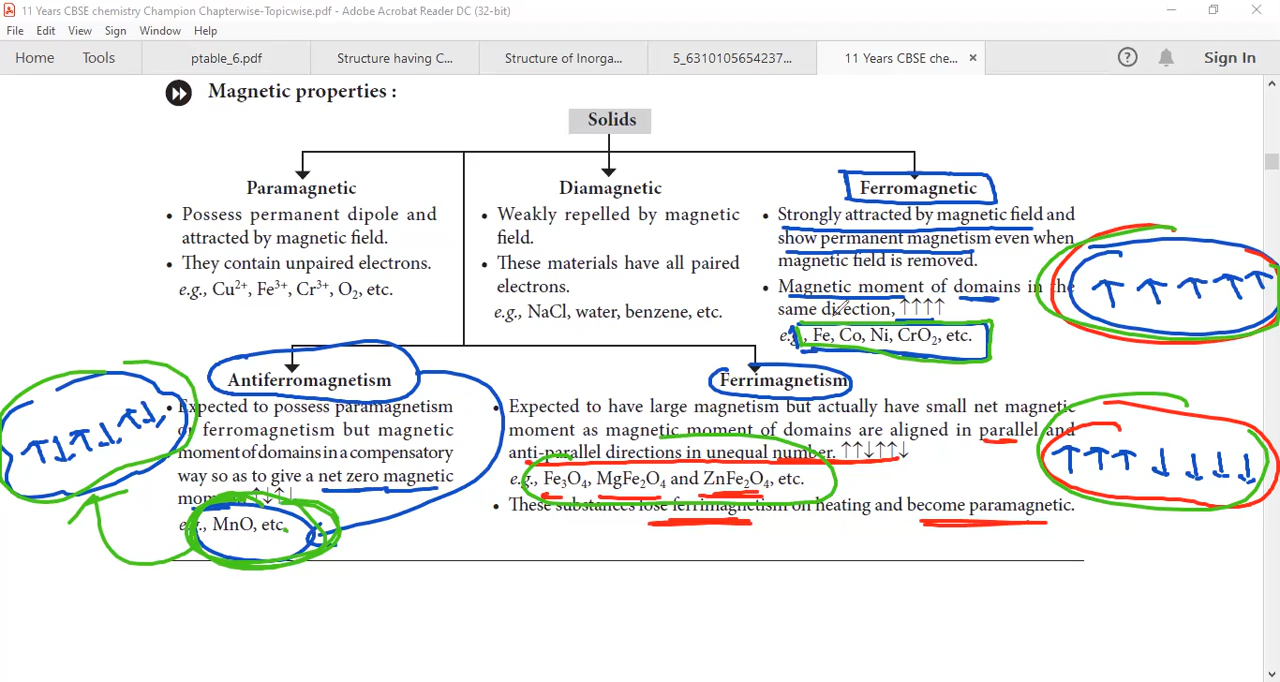 11 Years CBSE chemistry Champion Chapterwise-Topicwise.pdf - Adobe Acrobat Reader DC (32-bit)
File Edit View Sign Window Help
Home Tools ptable_6.pdf Structure having C... Structure of Inorga... 5_6310105654237... 11 Years CBSE che... × Sign In
Magnetic properties :
Solids
Paramagnetic
• Possess permanent dipole and
attracted by magnetic field.
• They contain unpaired electrons.
e.g., Cu²⁺, Fe³⁺, Cr³⁺, O₂, etc.
Diamagnetic
• Weakly repelled by magnetic
field.
• These materials have all paired
electrons.
e.g., NaCl, water, benzene, etc.
Ferromagnetic
• Strongly attracted by magnetic field and
show permanent magnetism even when
magnetic field is removed.
• Magnetic moment of domains in the
same direction, ↑↑↑↑
e.g., Fe, Co, Ni, CrO₂, etc.
↑ ↑ ↑ ↑ ↑
Antiferromagnetism
• Expected to possess paramagnetism
or ferromagnetism but magnetic
moment of domains in a compensatory
way so as to give a net zero magnetic
moment ↑↓↑↓
e.g., MnO, etc.
↑↓↑↓↑↓
Ferrimagnetism
• Expected to have large magnetism but actually have small net magnetic
moment as magnetic moment of domains are aligned in parallel and
anti-parallel directions in unequal number. ↑↑↓↑↑↓
e.g., Fe₃O₄, MgFe₂O₄ and ZnFe₂O₄, etc.
• These substances lose ferrimagnetism on heating and become paramagnetic.
↑↑↑ ↓↓↓↓